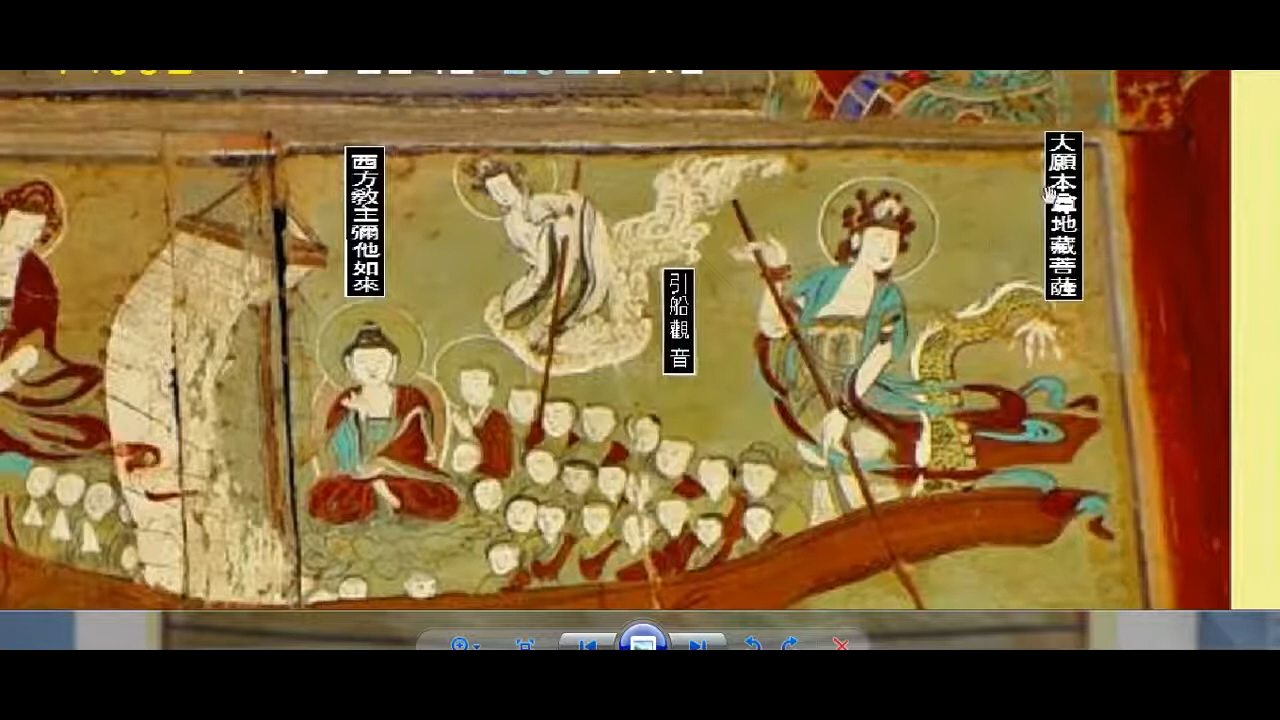 大願本尊地藏菩薩
引船觀音
西方教主彌他如來